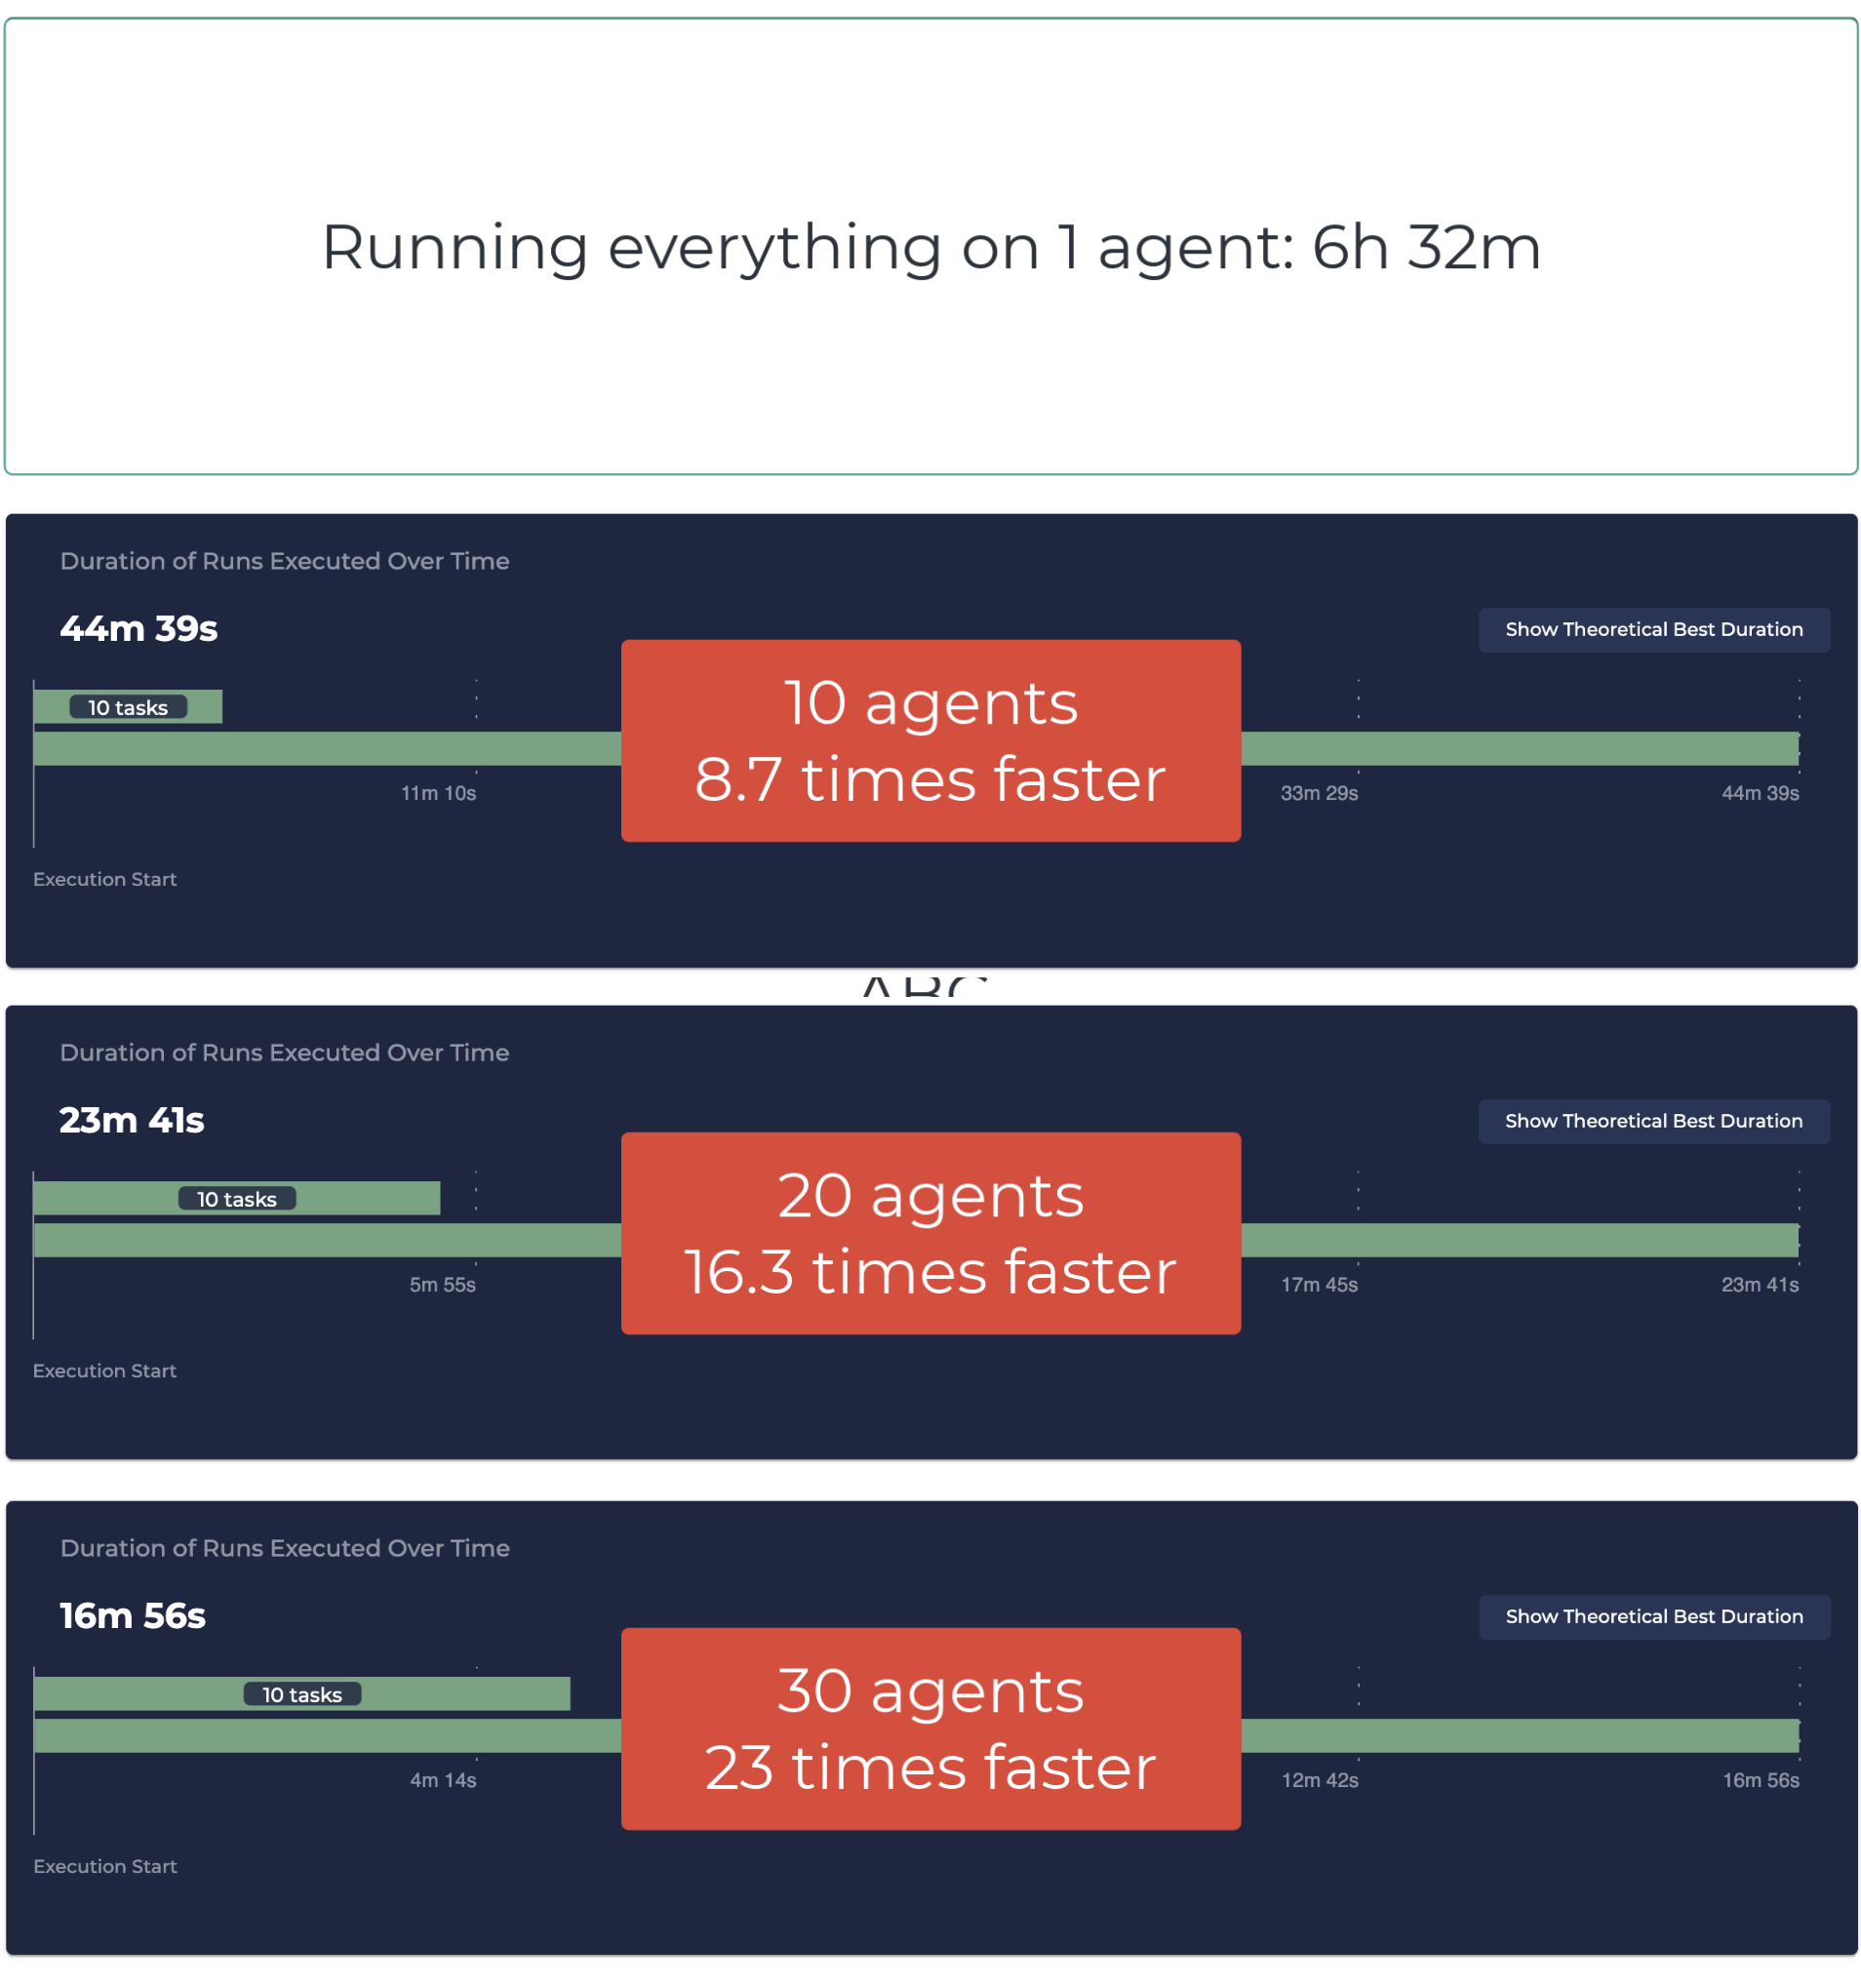 Running everything on 1 agent: 6h 32m
Duration of Runs Executed Over Time
44m 39s
Show Theoretical Best Duration
10 tasks
10 agents
8.7 times faster
11m 10s
33m 29s
44m 39s
Execution Start
ABC
Duration of Runs Executed Over Time
23m 41s
Show Theoretical Best Duration
10 tasks
20 agents
16.3 times faster
5m 55s
17m 45s
23m 41s
Execution Start
Duration of Runs Executed Over Time
16m 56s
Show Theoretical Best Duration
10 tasks
30 agents
23 times faster
4m 14s
12m 42s
16m 56s
Execution Start